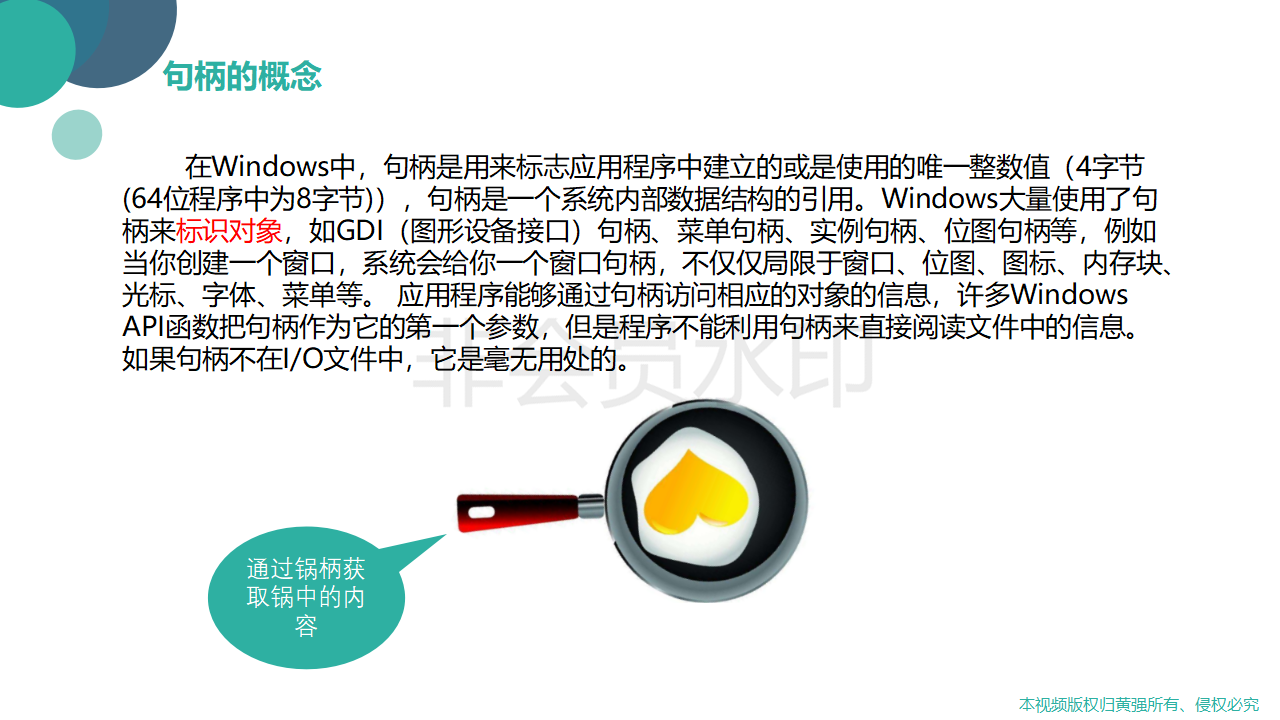 句柄的概念
在Windows中，句柄是用来标志应用程序中建立的或是使用的唯一整数值（4字节
(64位程序中为8字节)），句柄是一个系统内部数据结构的引用。Windows大量使用了句
柄来标识对象，如GDI（图形设备接口）句柄、菜单句柄、实例句柄、位图句柄等，例如
当你创建一个窗口，系统会给你一个窗口句柄，不仅仅局限于窗口、位图、图标、内存块、
光标、字体、菜单等。 应用程序能够通过句柄访问相应的对象的信息，许多Windows
API函数把句柄作为它的第一个参数，但是程序不能利用句柄来直接阅读文件中的信息。
如果句柄不在I/O文件中，它是毫无用处的。
非会员水印
通过锅柄获
取锅中的内
容
本视频版权归黄强所有、侵权必究